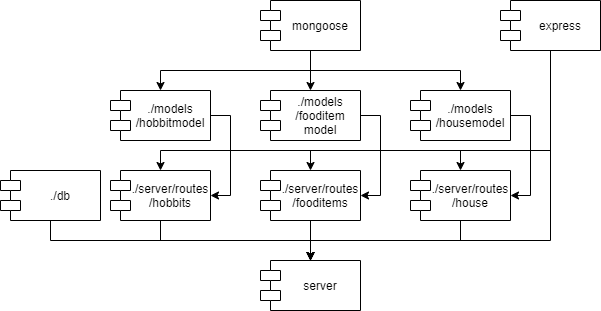 mongoose
express
./models
/hobbitmodel
./models
/fooditem
model
./models
/housemodel
./db
./server/routes
/hobbits
./server/routes
/fooditems
./server/routes
/house
server